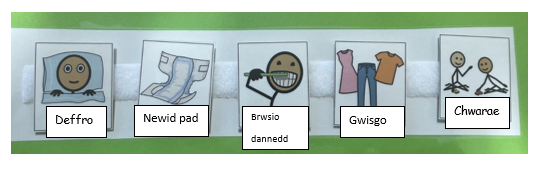 Deffro
Newid pad
Brwsio
dannedd
Gwisgo
Chwarae